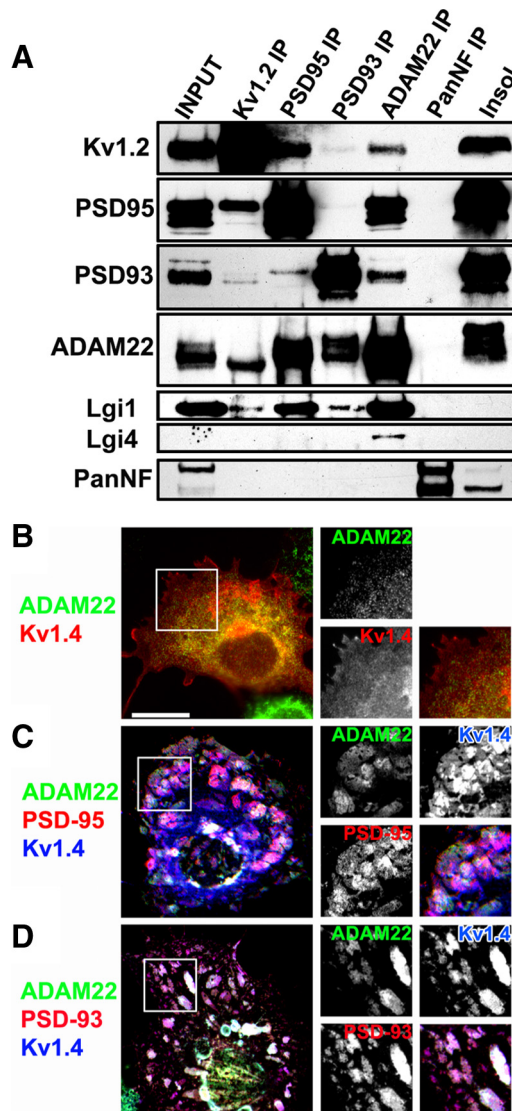 A
INPUT
Kv1.2 IP
PSD95 IP
PSD93 IP
ADAM22 IP
PanNF IP
Insol
Kv1.2
PSD95
PSD93
ADAM22
Lgi1
Lgi4
PanNF
B
ADAM22
Kv1.4
ADAM22
Kv1.4
C
ADAM22
PSD-95
Kv1.4
ADAM22
Kv1.4
PSD-95
D
ADAM22
PSD-93
Kv1.4
ADAM22
Kv1.4
PSD-93